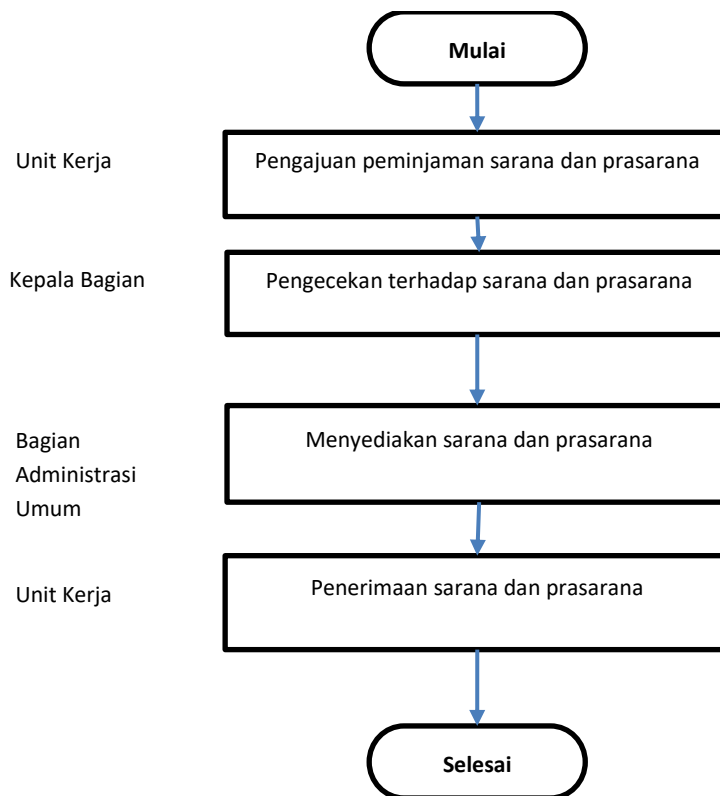 Mulai
Unit Kerja
Pengajuan peminjaman sarana dan prasarana
Kepala Bagian
Pengecekan terhadap sarana dan prasarana
Bagian
Administrasi
Umum
Menyediakan sarana dan prasarana
Unit Kerja
Penerimaan sarana dan prasarana
Selesai